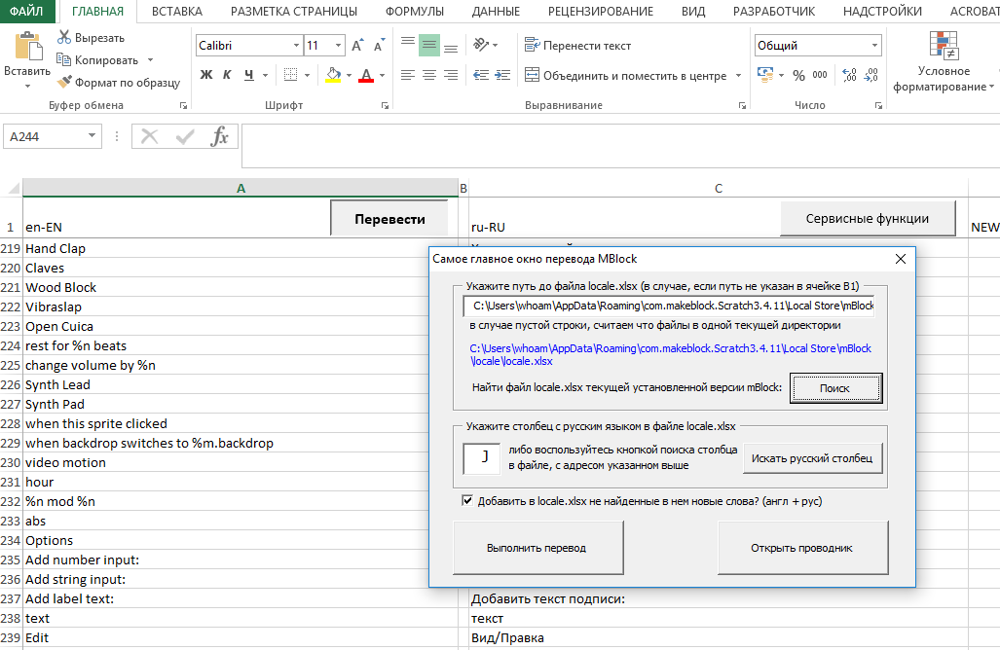 ФАЙЛ ГЛАВНАЯ ВСТАВКА РАЗМЕТКА СТРАНИЦЫ ФОРМУЛЫ ДАННЫЕ РЕЦЕНЗИРОВАНИЕ ВИД РАЗРАБОТЧИК НАДСТРОЙКИ ACROBAT
Вставить
Вырезать
Копировать
Формат по образцу
Буфер обмена
Calibri 11
Ж К Ч
Шрифт
Перенести текст
Объединить и поместить в центре
Выравнивание
Общий
% 000
Число
Условное
форматирование
A244
fx
A B C
1 en-EN Перевести ru-RU Сервисные функции NEW
219 Hand Clap
220 Claves
221 Wood Block
222 Vibraslap
223 Open Cuica
224 rest for %n beats
225 change volume by %n
226 Synth Lead
227 Synth Pad
228 when this sprite clicked
229 when backdrop switches to %m.backdrop
230 video motion
231 hour
232 %n mod %n
233 abs
234 Options
235 Add number input:
236 Add string input:
237 Add label text: Добавить текст подписи:
238 text текст
239 Edit Вид/Правка
Самое главное окно перевода MBlock
Укажите путь до файла locale.xlsx (в случае, если путь не указан в ячейке B1)
C:\Users\whoam\AppData\Roaming\com.makeblock.Scratch3.4.11\Local Store\mBlock
в случае пустой строки, считаем что файлы в одной текущей директории
C:\Users\whoam\AppData\Roaming\com.makeblock.Scratch3.4.11\Local Store\mBlock
\locale\locale.xlsx
Найти файл locale.xlsx текущей установленной версии mBlock: Поиск
Укажите столбец с русским языком в файле locale.xlsx
J
либо воспользуйтесь кнопкой поиска столбца
в файле, с адресом указанном выше
Искать русский столбец
Добавить в locale.xlsx не найденные в нем новые слова? (англ + рус)
Выполнить перевод Открыть проводник